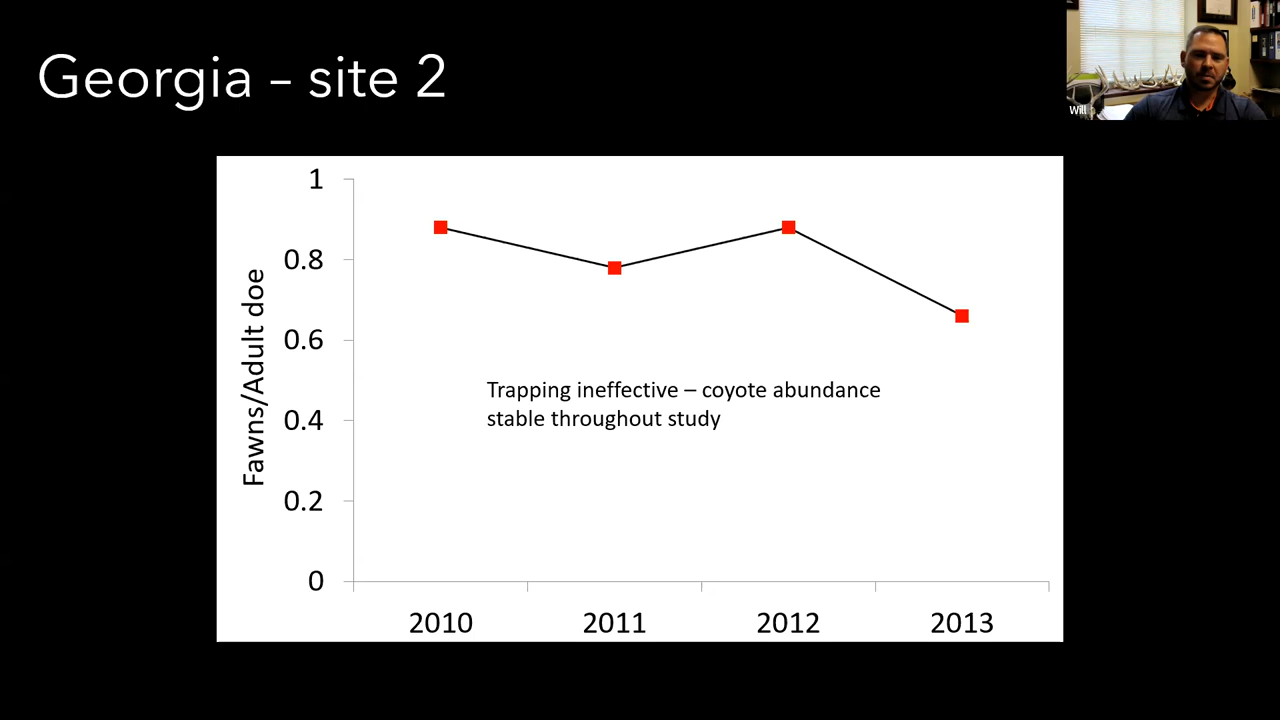 Georgia – site 2
Will
1
0.8
0.6
0.4
0.2
0
Fawns/Adult doe
Trapping ineffective – coyote abundance
stable throughout study
2010 2011 2012 2013